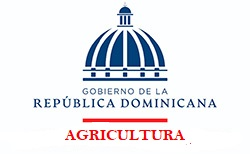 GOBIERNO DE LA
REPÚBLICA DOMINICANA
AGRICULTURA